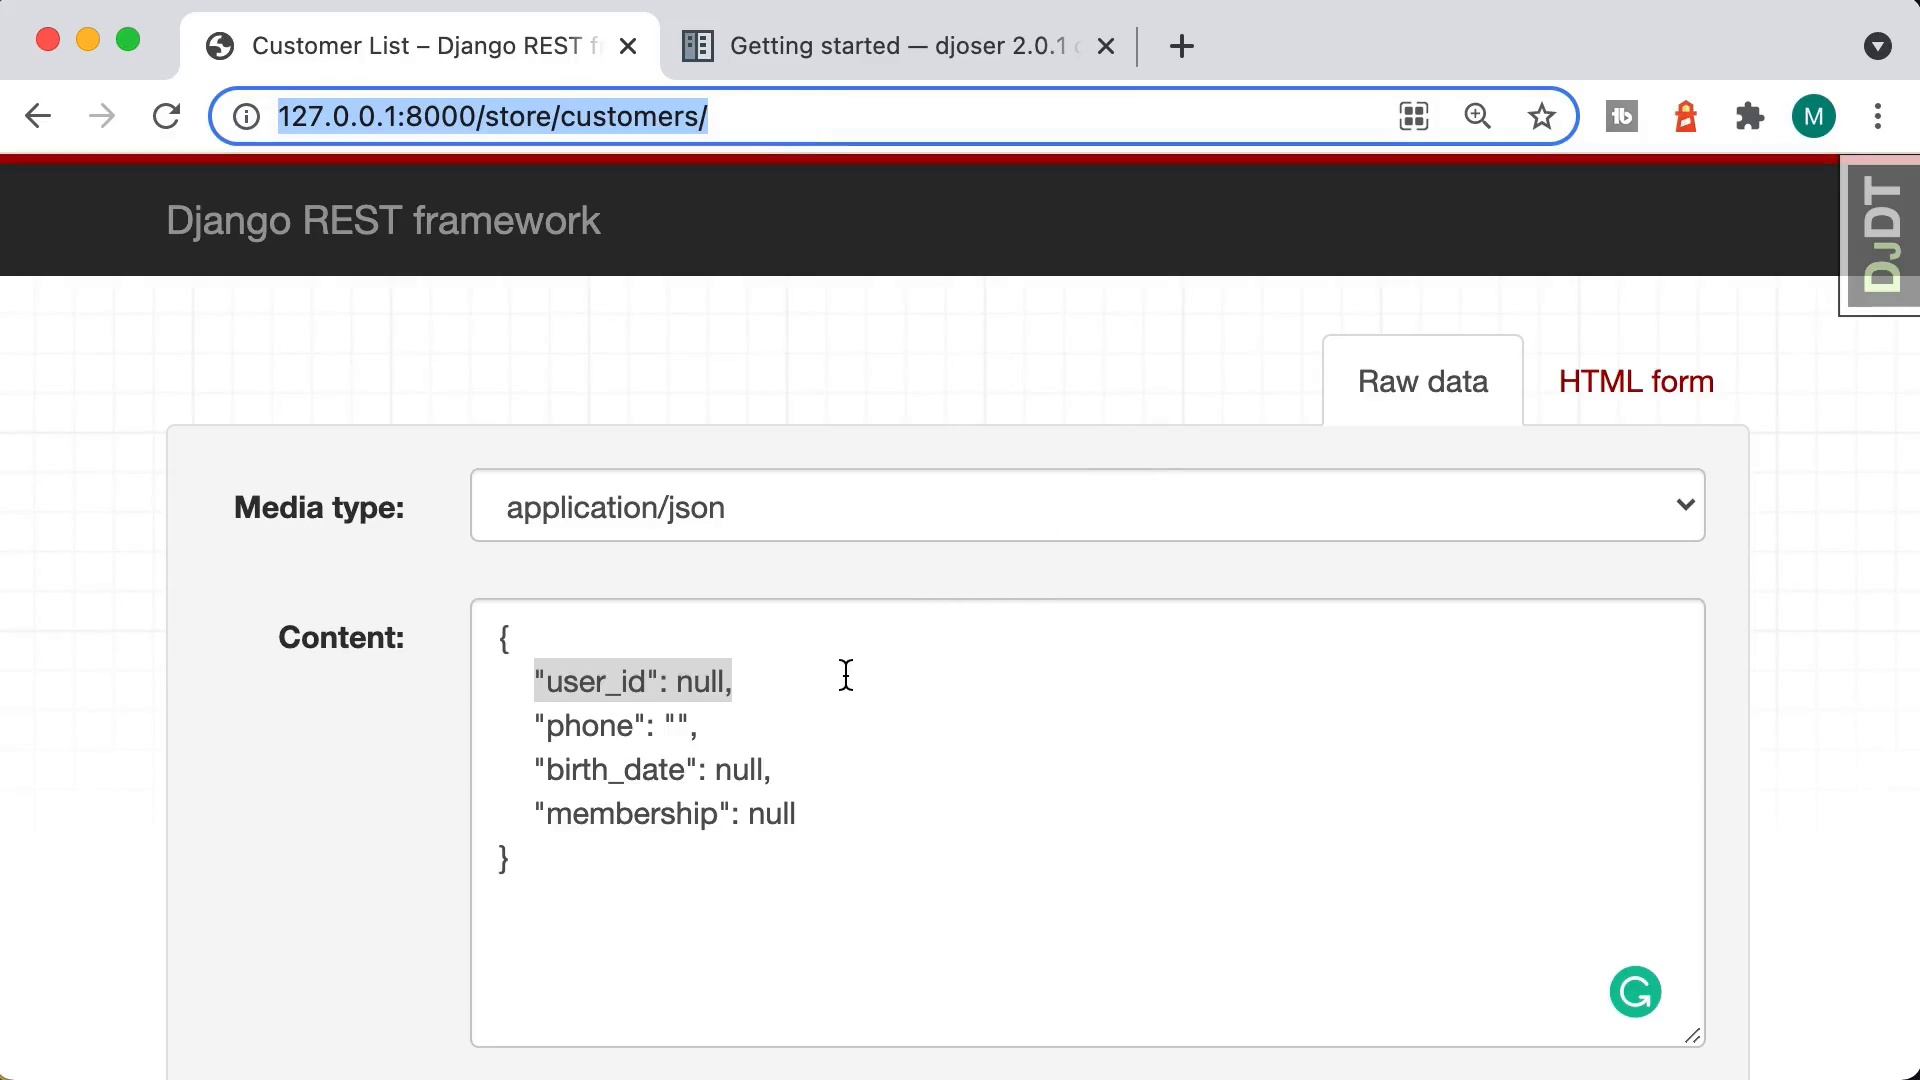 Customer List – Django REST f
Getting started — djoser 2.0.1
127.0.0.1:8000/store/customers/
M
Django REST framework
DJDT
Raw data
HTML form
Media type:
application/json
Content:
{
"user_id": null,
"phone": "",
"birth_date": null,
"membership": null
}